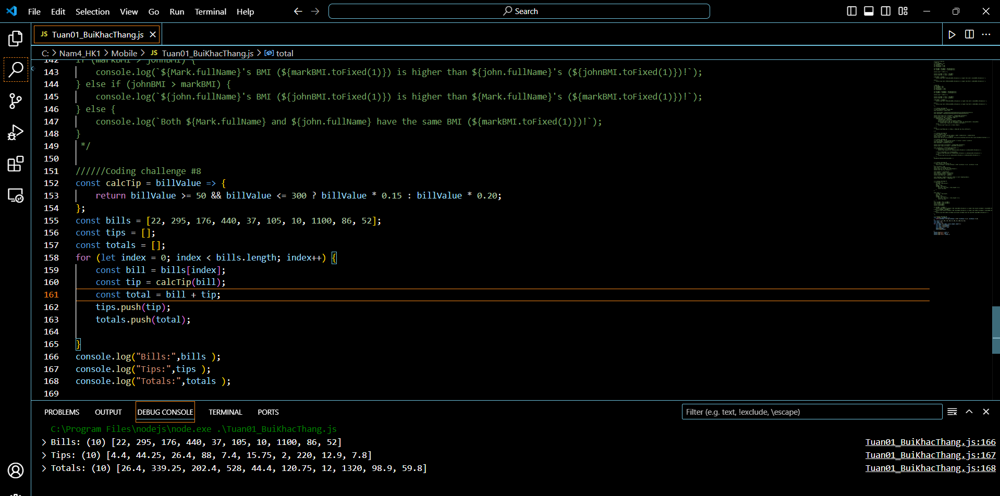 File Edit Selection View Go Run Terminal Help Search
JS Tuan01_BuiKhacThang.js
C: > Nam4_HK1 > Mobile > JS Tuan01_BuiKhacThang.js > total
142 if (markBMI > johnBMI) {
143 console.log(`${Mark.fullName}'s BMI (${markBMI.toFixed(1)}) is higher than ${john.fullName}'s (${johnBMI.toFixed(1)})!`);
144 } else if (johnBMI > markBMI) {
145 console.log(`${john.fullName}'s BMI (${johnBMI.toFixed(1)}) is higher than ${Mark.fullName}'s (${markBMI.toFixed(1)})!`);
146 } else {
147 console.log(`Both ${Mark.fullName} and ${john.fullName} have the same BMI (${markBMI.toFixed(1)})!`);
148 }
149 */
150
151 //////Coding challenge #8
152 const calcTip = billValue => {
153 return billValue >= 50 && billValue <= 300 ? billValue * 0.15 : billValue * 0.20;
154 };
155 const bills = [22, 295, 176, 440, 37, 105, 10, 1100, 86, 52];
156 const tips = [];
157 const totals = [];
158 for (let index = 0; index < bills.length; index++) {
159 const bill = bills[index];
160 const tip = calcTip(bill);
161 const total = bill + tip;
162 tips.push(tip);
163 totals.push(total);
164
165 }
166 console.log("Bills:",bills );
167 console.log("Tips:",tips );
168 console.log("Totals:",totals );
169
PROBLEMS OUTPUT DEBUG CONSOLE TERMINAL PORTS Filter (e.g. text, !exclude, \escape)
C:\Program Files\nodejs\node.exe .\Tuan01_BuiKhacThang.js
> Bills: (10) [22, 295, 176, 440, 37, 105, 10, 1100, 86, 52] Tuan01_BuiKhacThang.js:166
> Tips: (10) [4.4, 44.25, 26.4, 88, 7.4, 15.75, 2, 220, 12.9, 7.8] Tuan01_BuiKhacThang.js:167
> Totals: (10) [26.4, 339.25, 202.4, 528, 44.4, 120.75, 12, 1320, 98.9, 59.8] Tuan01_BuiKhacThang.js:168